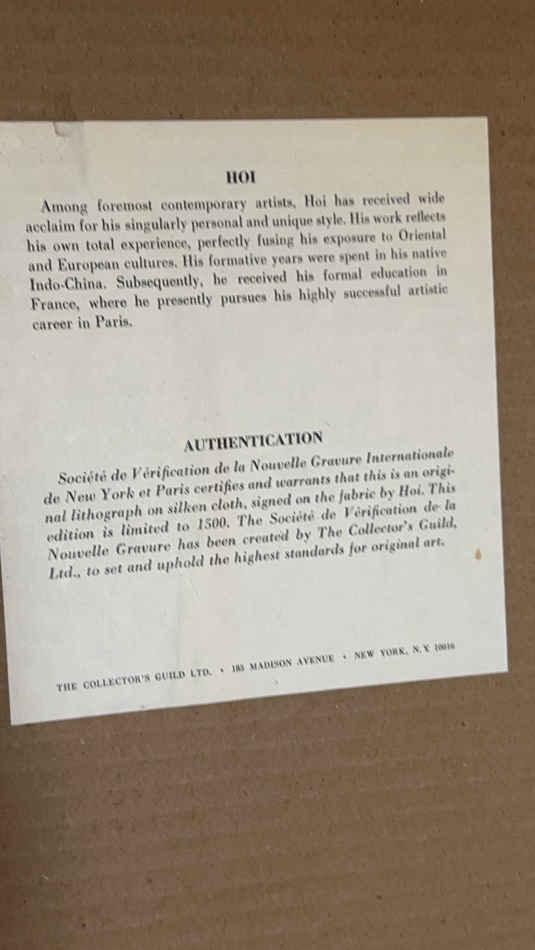 HOI
Among foremost contemporary artists, Hoi has received wide
acclaim for his singularly personal and unique style. His work reflects
his own total experience, perfectly fusing his exposure to Oriental
and European cultures. His formative years were spent in his native
Indo-China. Subsequently, he received his formal education in
France, where he presently pursues his highly successful artistic
career in Paris.
AUTHENTICATION
Société de Vérification de la Nouvelle Gravure Internationale
de New York et Paris certifies and warrants that this is an origi-
nal lithograph on silken cloth, signed on the fabric by Hoi. This
edition is limited to 1500. The Société de Vérification de la
Nouvelle Gravure has been created by The Collector's Guild,
Ltd., to set and uphold the highest standards for original art.
THE COLLECTOR'S GUILD LTD. • 185 MADISON AVENUE • NEW YORK, N.Y. 10016